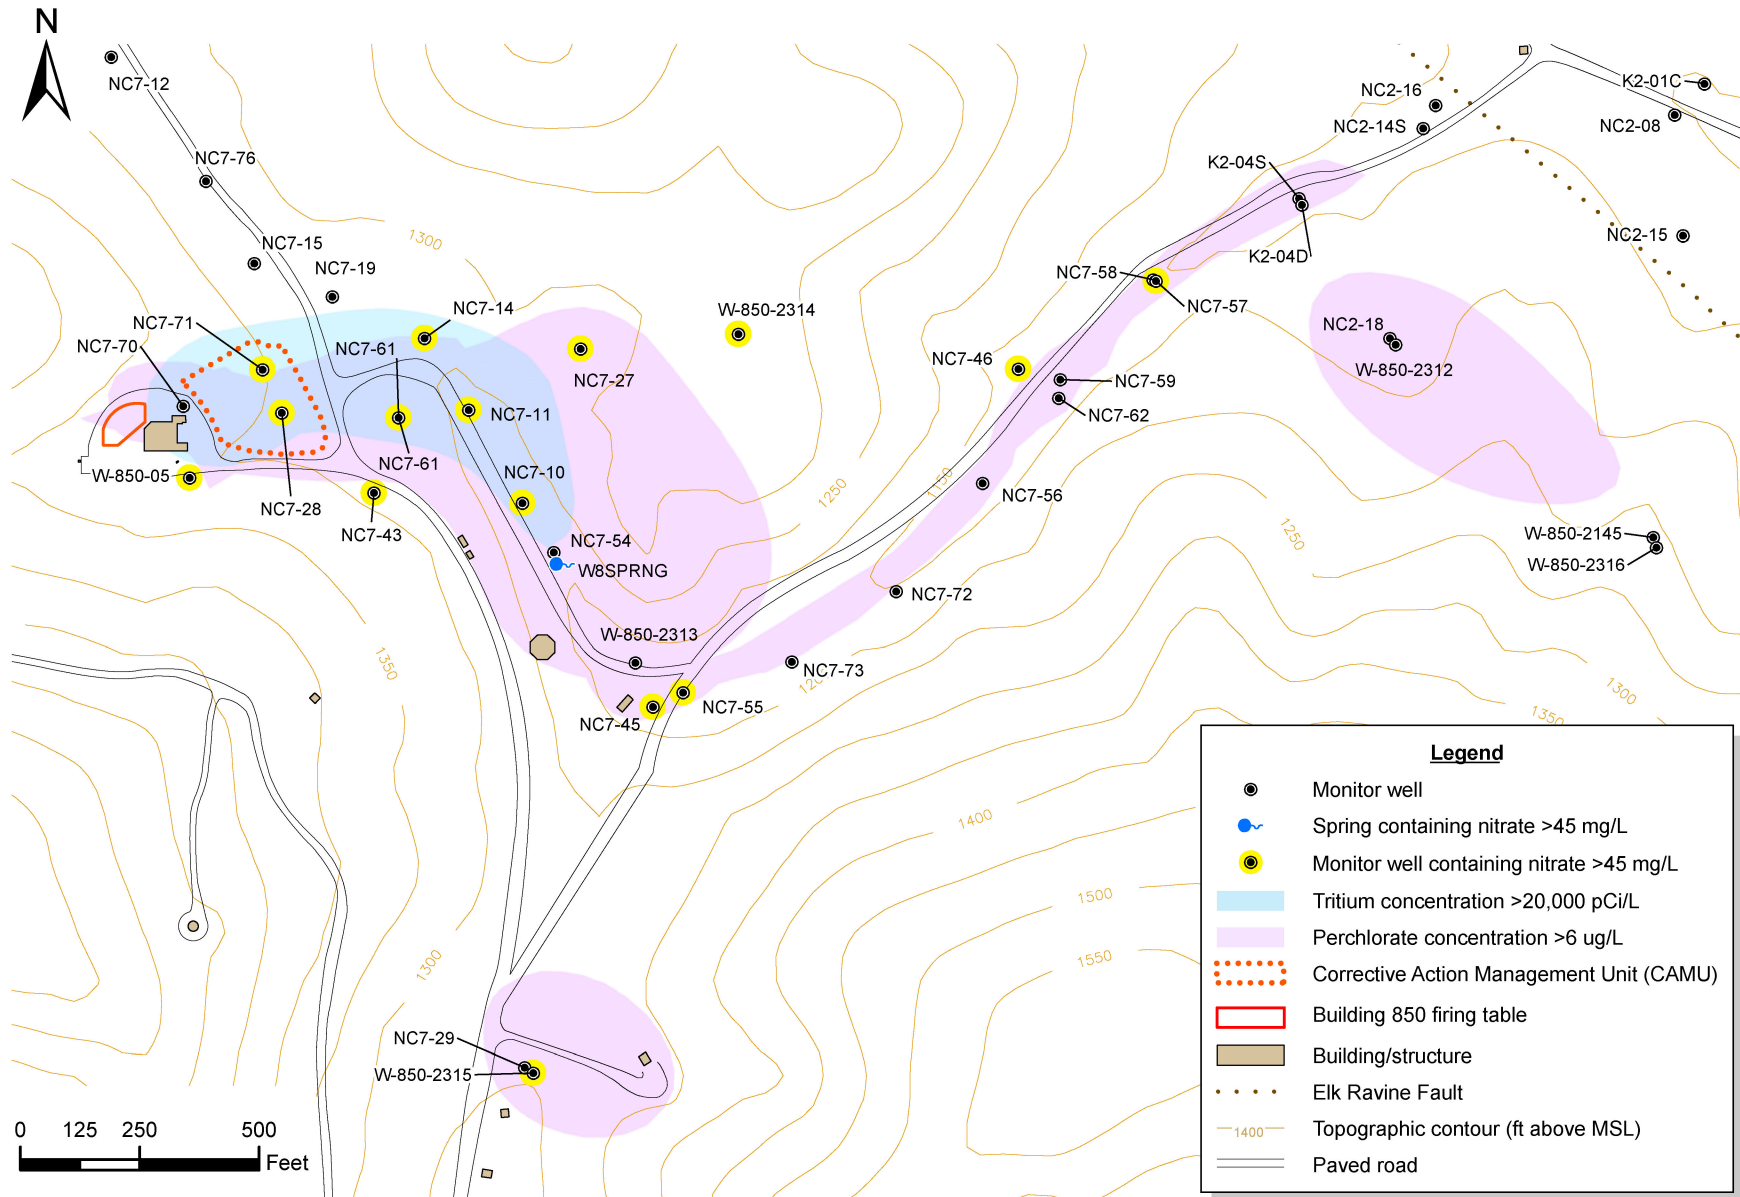 N
NC7-12
K2-01C
NC2-16
NC2-14S
NC2-08
NC7-76
K2-04S
1300
NC7-15
NC2-15
K2-04D
NC7-19
NC7-58
NC7-57
NC7-14
W-850-2314
NC7-71
NC2-18
NC7-70
NC7-61
NC7-46
W-850-2312
NC7-27
NC7-59
NC7-11
NC7-62
NC7-61
NC7-10
W-850-05
1150
1250
NC7-56
NC7-28
NC7-43
1250
W-850-2145
NC7-54
W8SPRNG
W-850-2316
NC7-72
W-850-2313
1350
NC7-73
1300
NC7-55
NC7-45
1350
1400
1500
1550
1300
NC7-29
W-850-2315
0 125 250 500
Feet
Legend
Monitor well
Spring containing nitrate >45 mg/L
Monitor well containing nitrate >45 mg/L
Tritium concentration >20,000 pCi/L
Perchlorate concentration >6 ug/L
Corrective Action Management Unit (CAMU)
Building 850 firing table
Building/structure
Elk Ravine Fault
1400 Topographic contour (ft above MSL)
Paved road